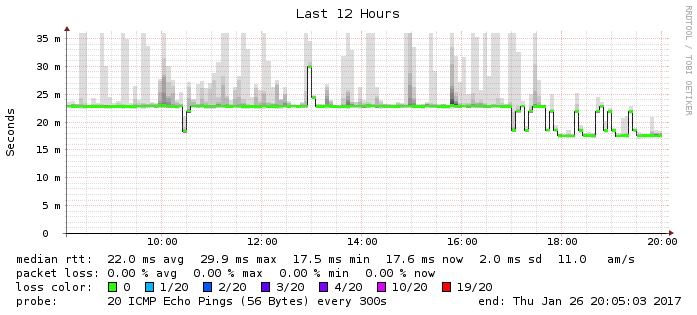 Last 12 Hours
RRDTOOL / TOBI OETIKER
Seconds
35 m
30 m
25 m
20 m
15 m
10 m
5 m
0
10:00 12:00 14:00 16:00 18:00 20:00
median rtt: 22.0 ms avg 29.9 ms max 17.5 ms min 17.6 ms now 2.0 ms sd 11.0 am/s
packet loss: 0.00 % avg 0.00 % max 0.00 % min 0.00 % now
loss color: 0 1/20 2/20 3/20 4/20 10/20 19/20
probe: 20 ICMP Echo Pings (56 Bytes) every 300s end: Thu Jan 26 20:05:03 2017